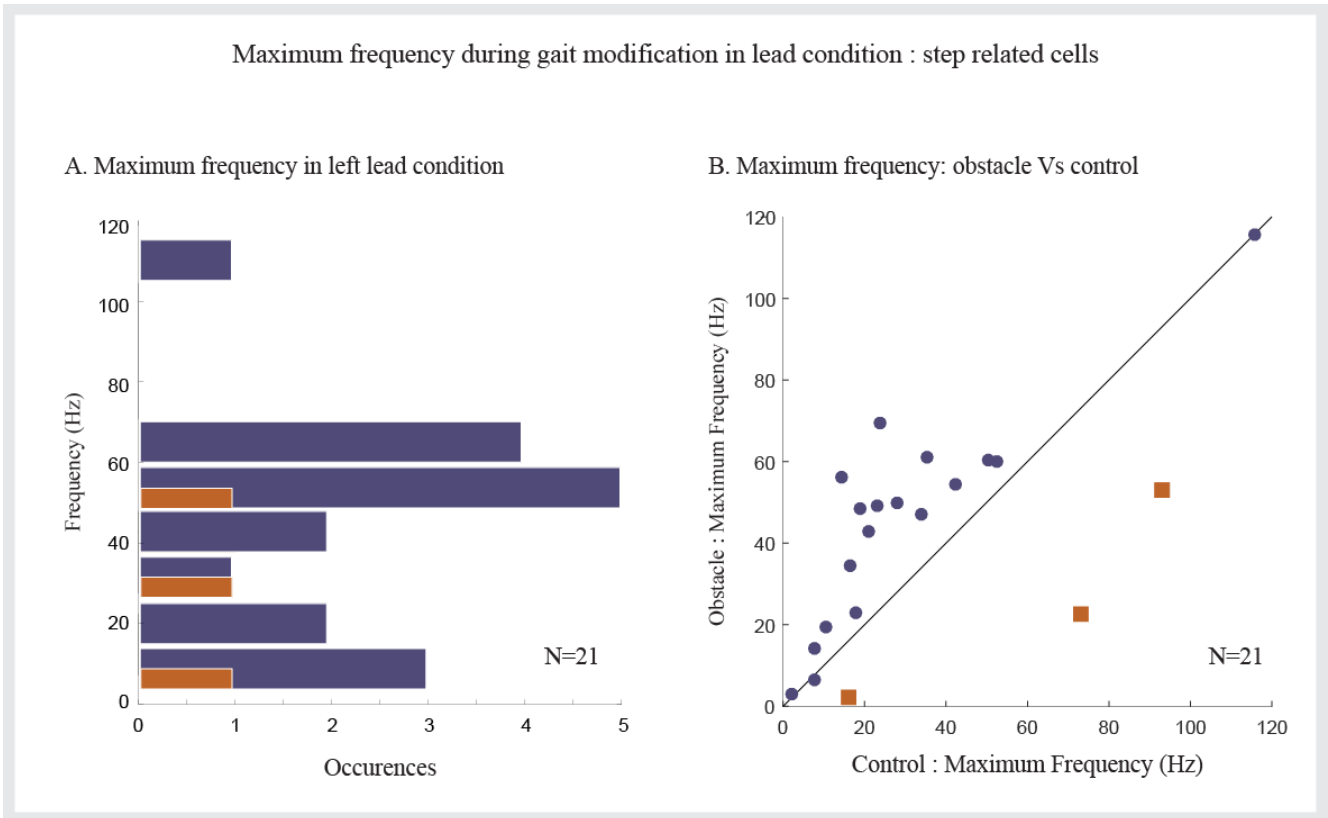 Maximum frequency during gait modification in lead condition : step related cells
A. Maximum frequency in left lead condition
120
100
80
60
40
20
0
Frequency (Hz)
0 1 2 3 4 5
Occurences
N=21
B. Maximum frequency: obstacle Vs control
120
100
80
60
40
20
0
Obstacle : Maximum Frequency (Hz)
0 20 40 60 80 100 120
Control : Maximum Frequency (Hz)
N=21